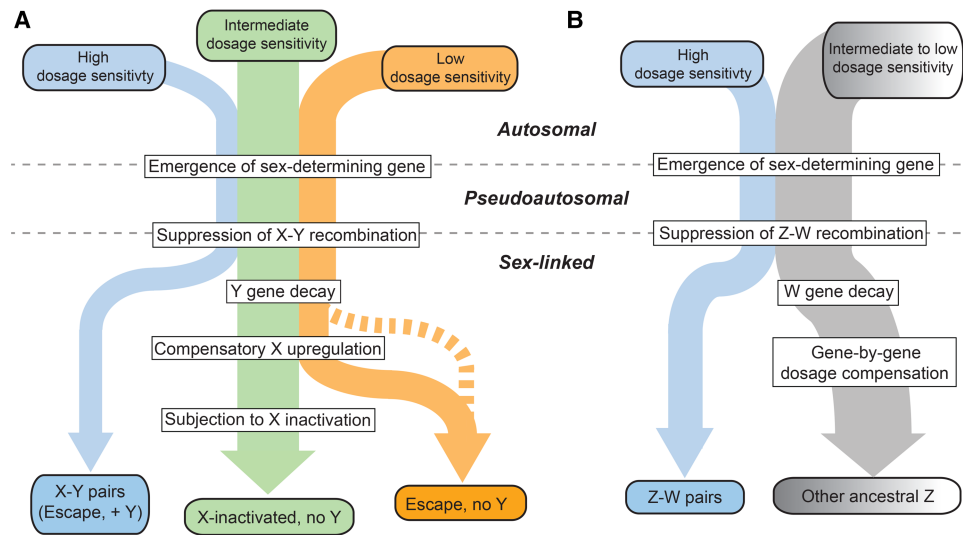 A
High
dosage sensitivty
Intermediate
dosage sensitivity
Low
dosage sensitivity
Autosomal
Emergence of sex-determining gene
Pseudoautosomal
Suppression of X-Y recombination
Sex-linked
Y gene decay
Compensatory X upregulation
Subjection to X inactivation
X-Y pairs
(Escape, + Y)
X-inactivated, no Y
Escape, no Y
B
High
dosage sensitivty
Intermediate to low
dosage sensitivity
Emergence of sex-determining gene
Suppression of Z-W recombination
W gene decay
Gene-by-gene
dosage compensation
Z-W pairs
Other ancestral Z